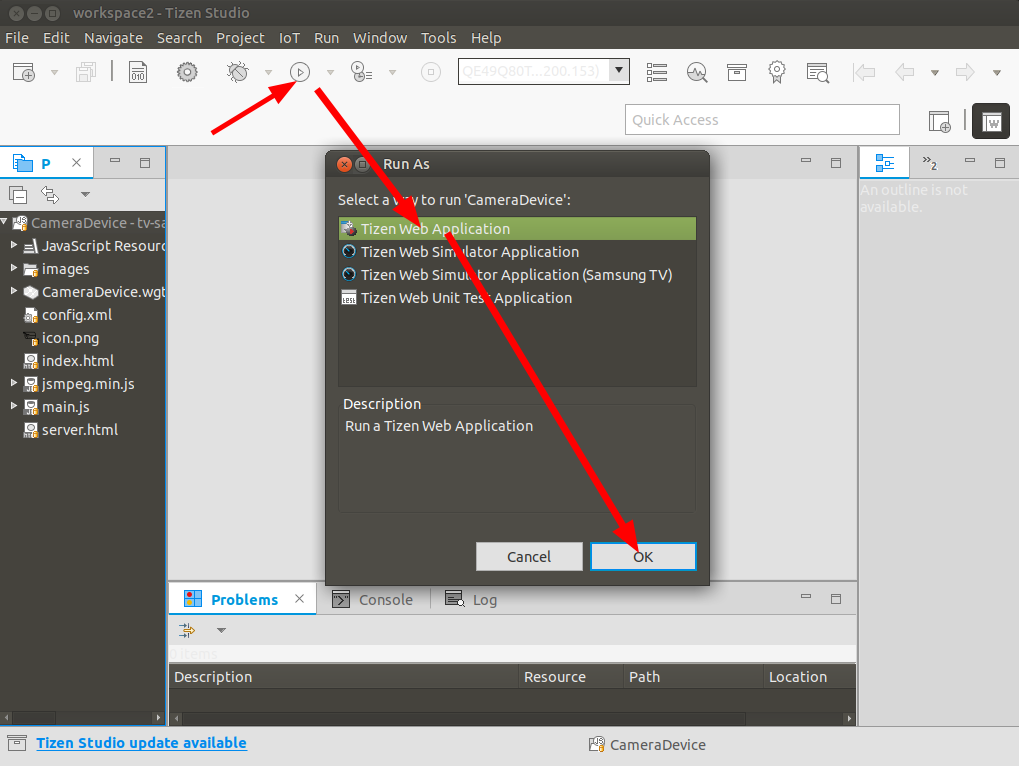 workspace2 - Tizen Studio
File Edit Navigate Search Project IoT Run Window Tools Help
010
QE49Q80T...200.153)
Quick Access
P
2
An outline is not
available.
CameraDevice - tv-sa
JavaScript Resourc
images
CameraDevice.wgt
config.xml
icon.png
index.html
jsmpeg.min.js
main.js
server.html
Run As
Select a way to run 'CameraDevice':
Tizen Web Application
Tizen Web Simulator Application
Tizen Web Simulator Application (Samsung TV)
test Tizen Web Unit Test Application
Description
Run a Tizen Web Application
Cancel OK
Problems Console Log
0 items
Description Resource Path Location
Tizen Studio update available
CameraDevice